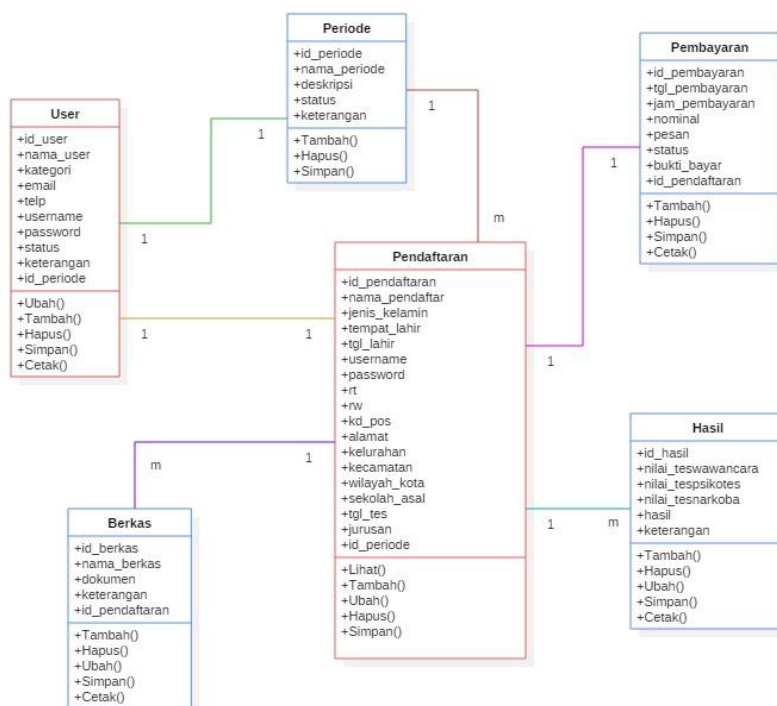 Periode
+id_periode
+nama_periode
+deskripsi
+status
+keterangan
+Tambah()
+Hapus()
+Simpan()
Pembayaran
+id_pembayaran
+tgl_pembayaran
+jam_pembayaran
+nominal
+pesan
+status
+bukti_bayar
+id_pendaftaran
+Tambah()
+Hapus()
+Simpan()
+Cetak()
User
+id_user
+nama_user
+kategori
+email
+telp
+username
+password
+status
+keterangan
+id_periode
+Ubah()
+Tambah()
+Hapus()
+Simpan()
+Cetak()
1
1
1
m
1
1
1
1
Pendaftaran
+id_pendaftaran
+nama_pendaftar
+jenis_kelamin
+tempat_lahir
+tgl_lahir
+username
+password
+rt
+rw
+kd_pos
+alamat
+kelurahan
+kecamatan
+wilayah_kota
+sekolah_asal
+tgl_tes
+jurusan
+id_periode
+Lihat()
+Tambah()
+Ubah()
+Hapus()
+Simpan()
m
1
1
m
Hasil
+id_hasil
+nilai_teswawancara
+nilai_tespsikotes
+nilai_tesnarkoba
+hasil
+keterangan
+Tambah()
+Hapus()
+Ubah()
+Simpan()
+Cetak()
Berkas
+id_berkas
+nama_berkas
+dokumen
+keterangan
+id_pendaftaran
+Tambah()
+Hapus()
+Ubah()
+Simpan()
+Cetak()